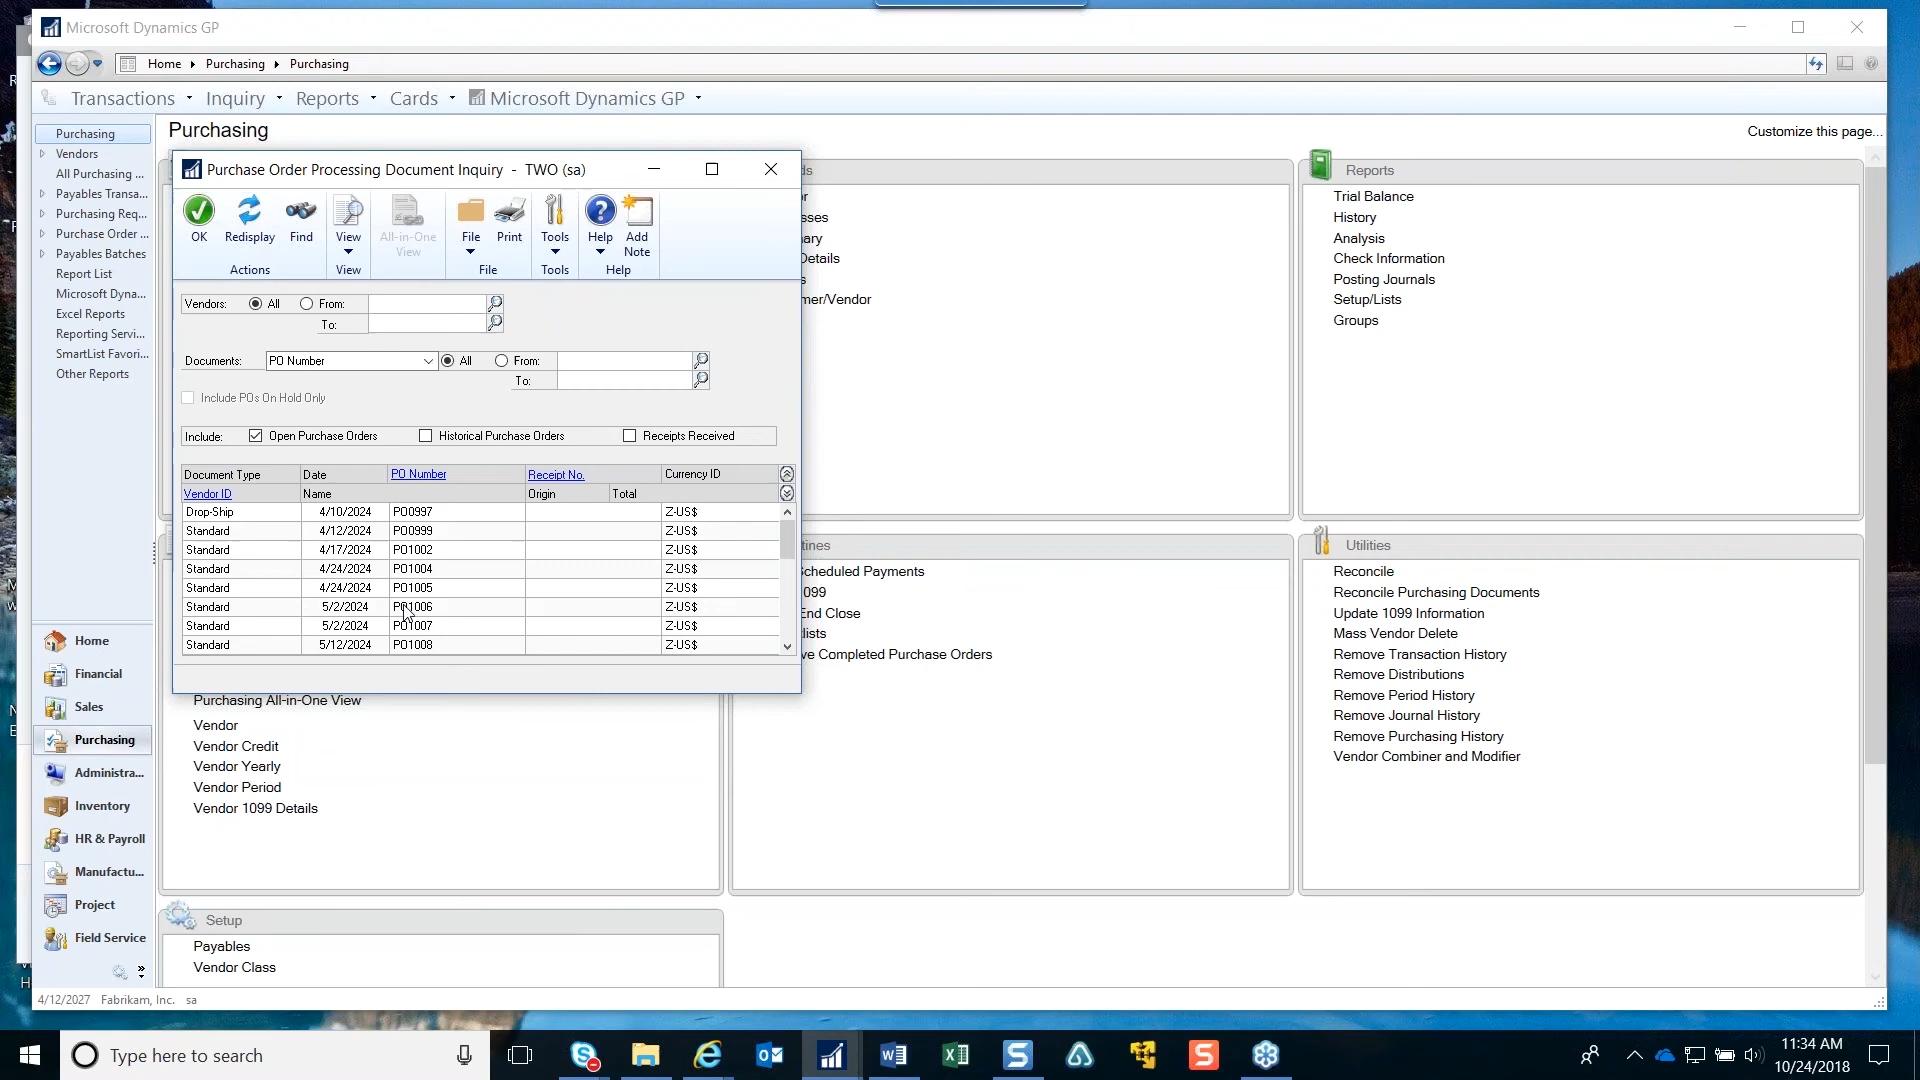 Microsoft Dynamics GP
Home Purchasing Purchasing
Transactions Inquiry Reports Cards Microsoft Dynamics GP
Purchasing
Vendors
All Purchasing ...
Payables Transa...
Purchasing Req...
Purchase Order ...
Payables Batches
Report List
Microsoft Dyna...
Excel Reports
Reporting Servi...
SmartList Favori...
Other Reports
Home
Financial
Sales
Purchasing
Administra...
Inventory
HR & Payroll
Manufactu...
Project
Field Service
Purchasing
Customize this page...
Purchase Order Processing Document Inquiry - TWO (sa)
OK Redisplay Find View All-in-One View File Print Tools Help Add Note
Actions View File Tools Help
Vendors: All From:
To:
Documents: PO Number All From:
To:
Include POs On Hold Only
Include: Open Purchase Orders Historical Purchase Orders Receipts Received
Document Type Date PO Number Receipt No. Currency ID
Vendor ID Name Origin Total
Drop-Ship 4/10/2024 PO0997 Z-US$
Standard 4/12/2024 PO0999 Z-US$
Standard 4/17/2024 PO1002 Z-US$
Standard 4/24/2024 PO1004 Z-US$
Standard 4/24/2024 PO1005 Z-US$
Standard 5/2/2024 PO1006 Z-US$
Standard 5/2/2024 PO1007 Z-US$
Standard 5/12/2024 PO1008 Z-US$
Purchasing All-in-One View
Vendor
Vendor Credit
Vendor Yearly
Vendor Period
Vendor 1099 Details
Setup
Payables
Vendor Class
ds
or
sses
ary
Details
s
mer/Vendor
tines
Scheduled Payments
099
End Close
lists
ve Completed Purchase Orders
Reports
Trial Balance
History
Analysis
Check Information
Posting Journals
Setup/Lists
Groups
Utilities
Reconcile
Reconcile Purchasing Documents
Update 1099 Information
Mass Vendor Delete
Remove Transaction History
Remove Distributions
Remove Period History
Remove Journal History
Remove Purchasing History
Vendor Combiner and Modifier
4/12/2027 Fabrikam, Inc. sa
Type here to search
11:34 AM
10/24/2018